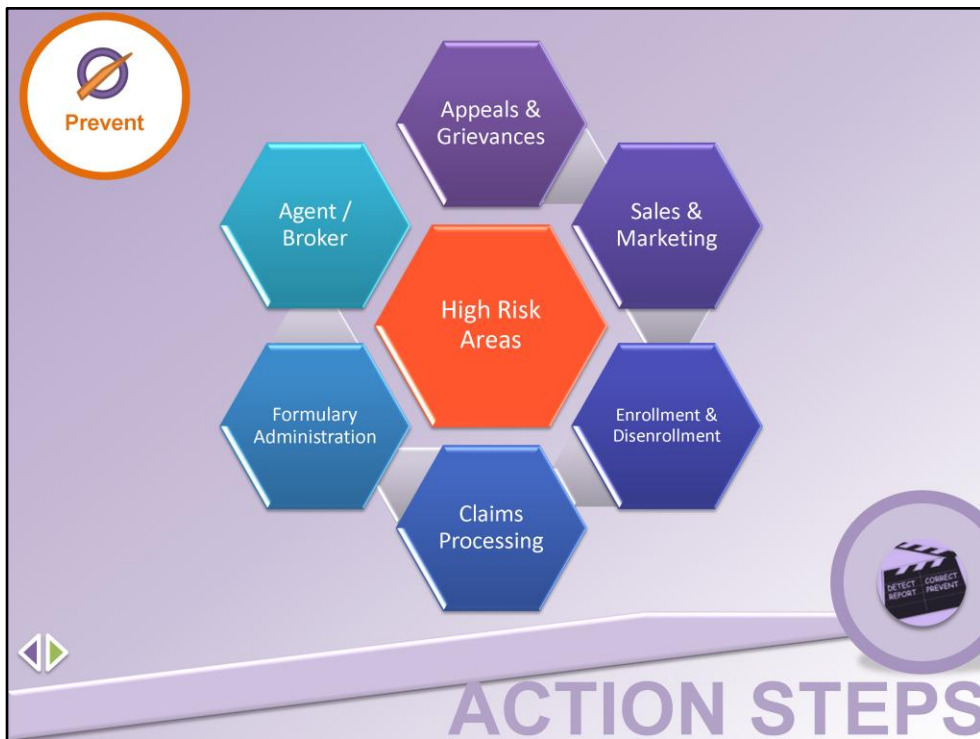 Prevent
Appeals &
Grievances
Agent /
Broker
Sales &
Marketing
High Risk
Areas
Formulary
Administration
Enrollment &
Disenrollment
Claims
Processing
DETECT
REPORT
CORRECT
PREVENT
ACTION STEPS